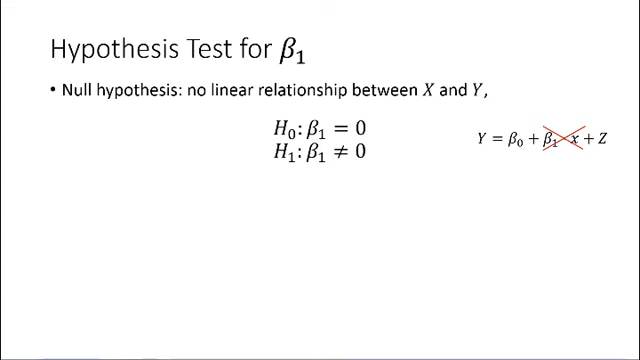 Hypothesis Test for β₁
• Null hypothesis: no linear relationship between X and Y,
H₀: β₁ = 0
H₁: β₁ ≠ 0
Y = β₀ + β₁ x + Z